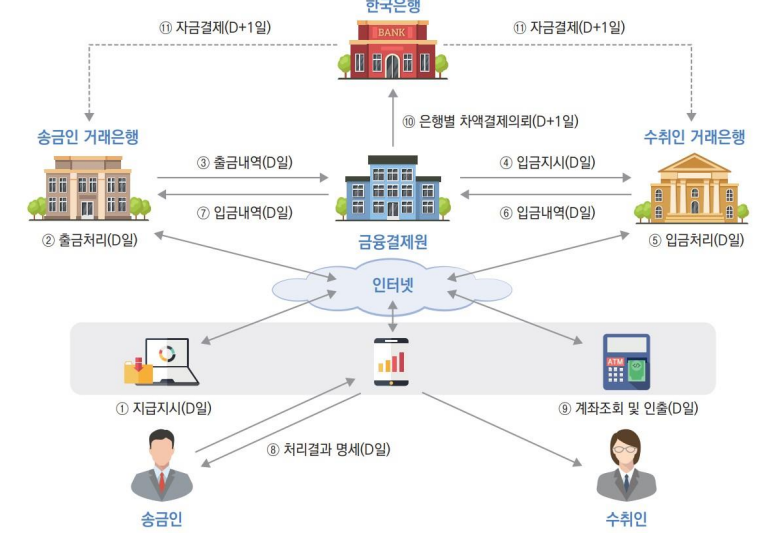 한국은행
⑪ 자금결제(D+1일)
⑪ 자금결제(D+1일)
BANK
⑩ 은행별 차액결제의뢰(D+1일)
송금인 거래은행
수취인 거래은행
③ 출금내역(D일)
④ 입금지시(D일)
⑦ 입금내역(D일)
⑥ 입금내역(D일)
② 출금처리(D일)
금융결제원
⑤ 입금처리(D일)
인터넷
ATM
① 지급지시(D일)
⑨ 계좌조회 및 인출(D일)
⑧ 처리결과 명세(D일)
송금인
수취인